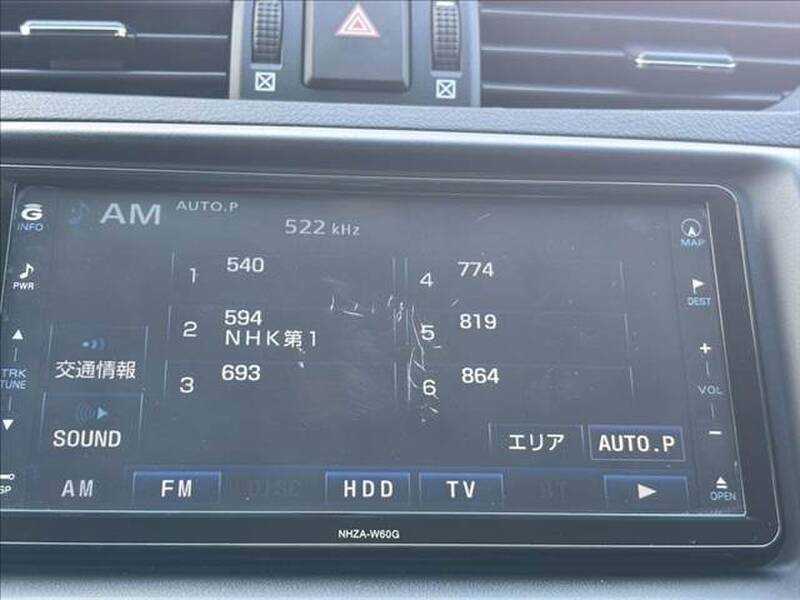 G
INFO
AM AUTO.P
522 kHz
MAP
PWR
1 540
4 774
DEST
2 594
NHK第1
5 819
交通情報
TRK
TUNE
3 693
6 864
VOL
SOUND
エリア AUTO.P
SP
AM FM DISC HDD TV BT
OPEN
NHZA-W60G